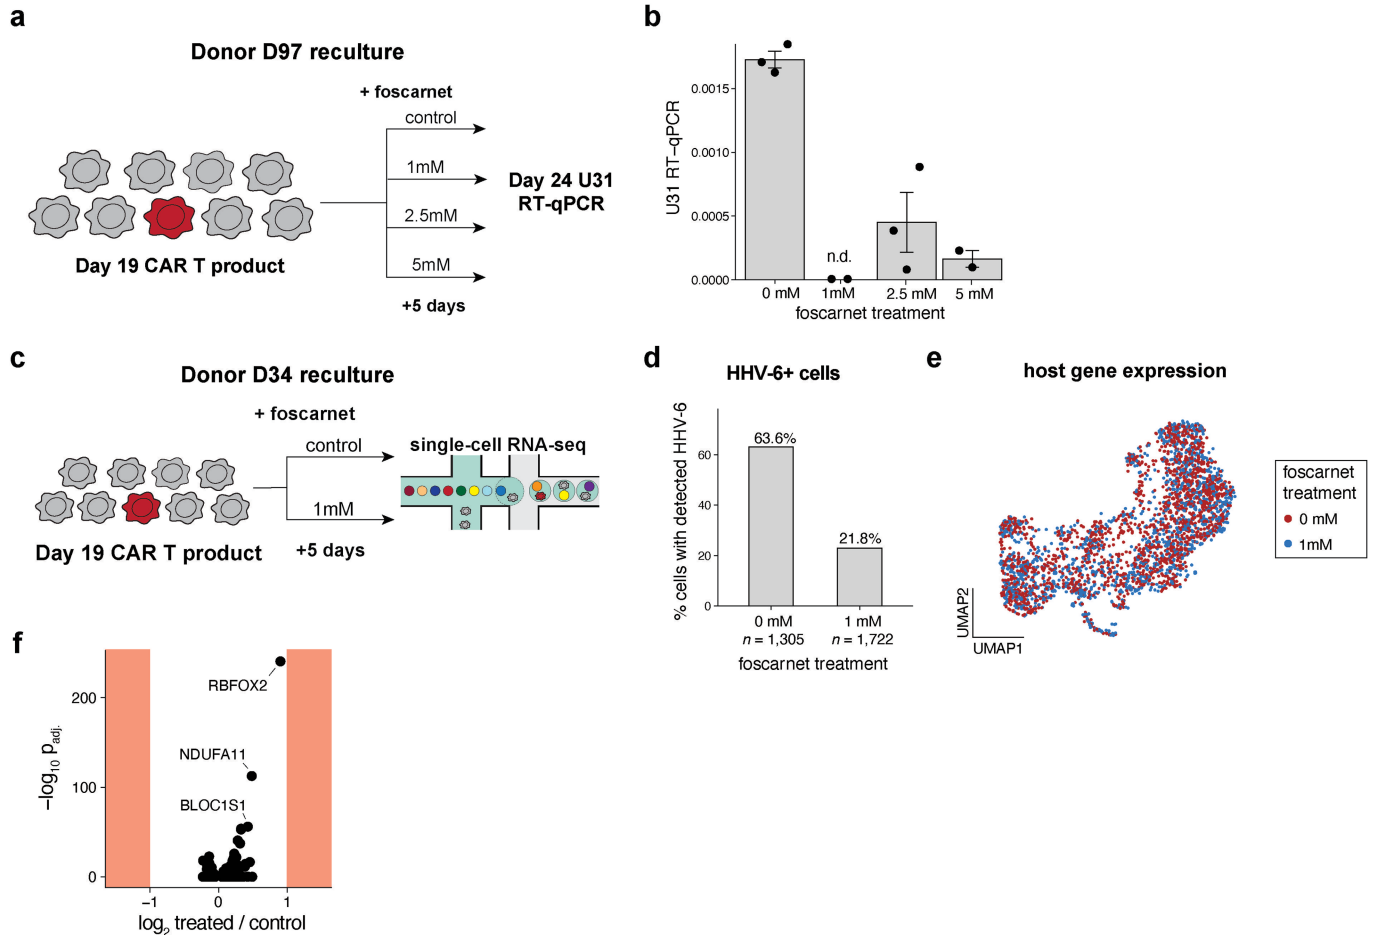 a
Donor D97 reculture
+ foscarnet
control
1mM
2.5mM
5mM
+5 days
Day 24 U31
RT-qPCR
Day 19 CAR T product
b
U31 RT−qPCR
0.0015
0.0010
0.0005
0.0000
n.d.
0 mM
1mM
2.5 mM
5 mM
foscarnet treatment
c
Donor D34 reculture
+ foscarnet
control
1mM
+5 days
single-cell RNA-seq
Day 19 CAR T product
d
HHV-6+ cells
% cells with detected HHV-6
60
40
20
0
63.6%
21.8%
0 mM
1 mM
n = 1,305
n = 1,722
foscarnet treatment
e
host gene expression
UMAP2
UMAP1
foscarnet
treatment
0 mM
1mM
f
−log10 padj.
200
100
0
RBFOX2
NDUFA11
BLOC1S1
−1
0
1
log2 treated / control